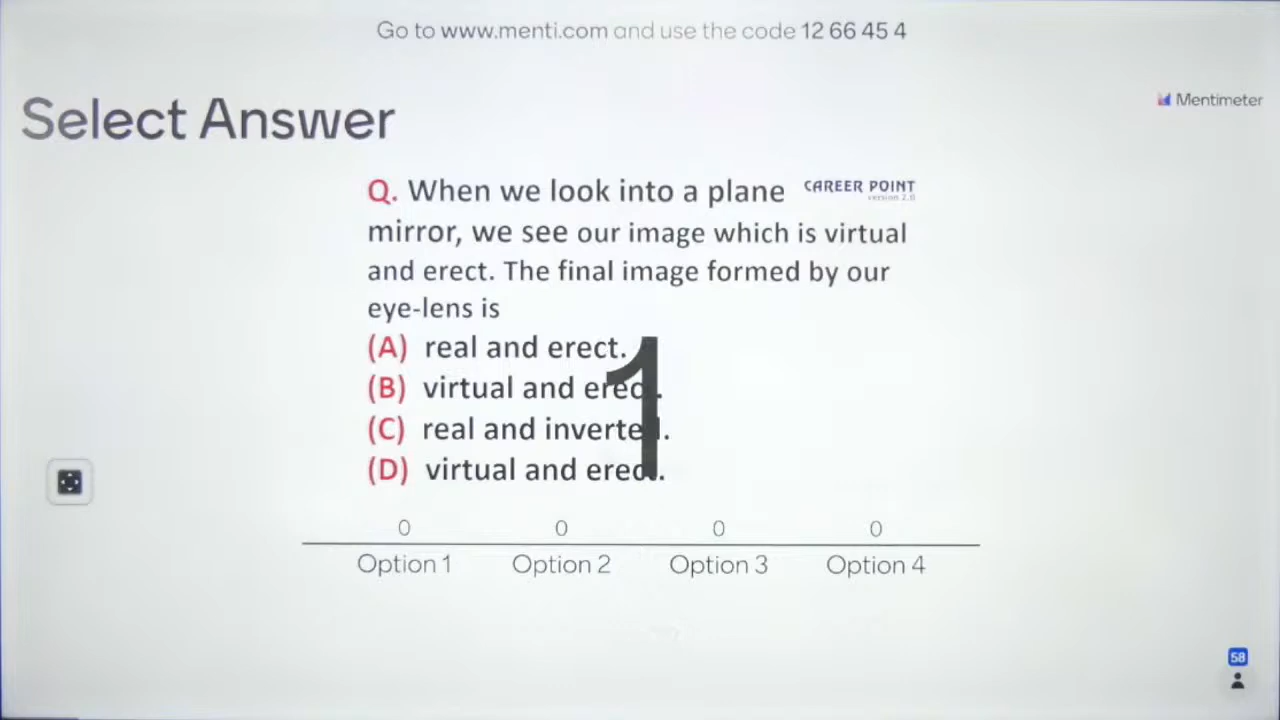 Go to www.menti.com and use the code 12 66 45 4
Mentimeter
Select Answer
Q. When we look into a plane
CAREER POINT
version 2.0
mirror, we see our image which is virtual
and erect. The final image formed by our
eye-lens is
(A) real and erect.
(B) virtual and erect.
(C) real and inverted.
(D) virtual and erect.
1
0 0 0 0
Option 1 Option 2 Option 3 Option 4
58